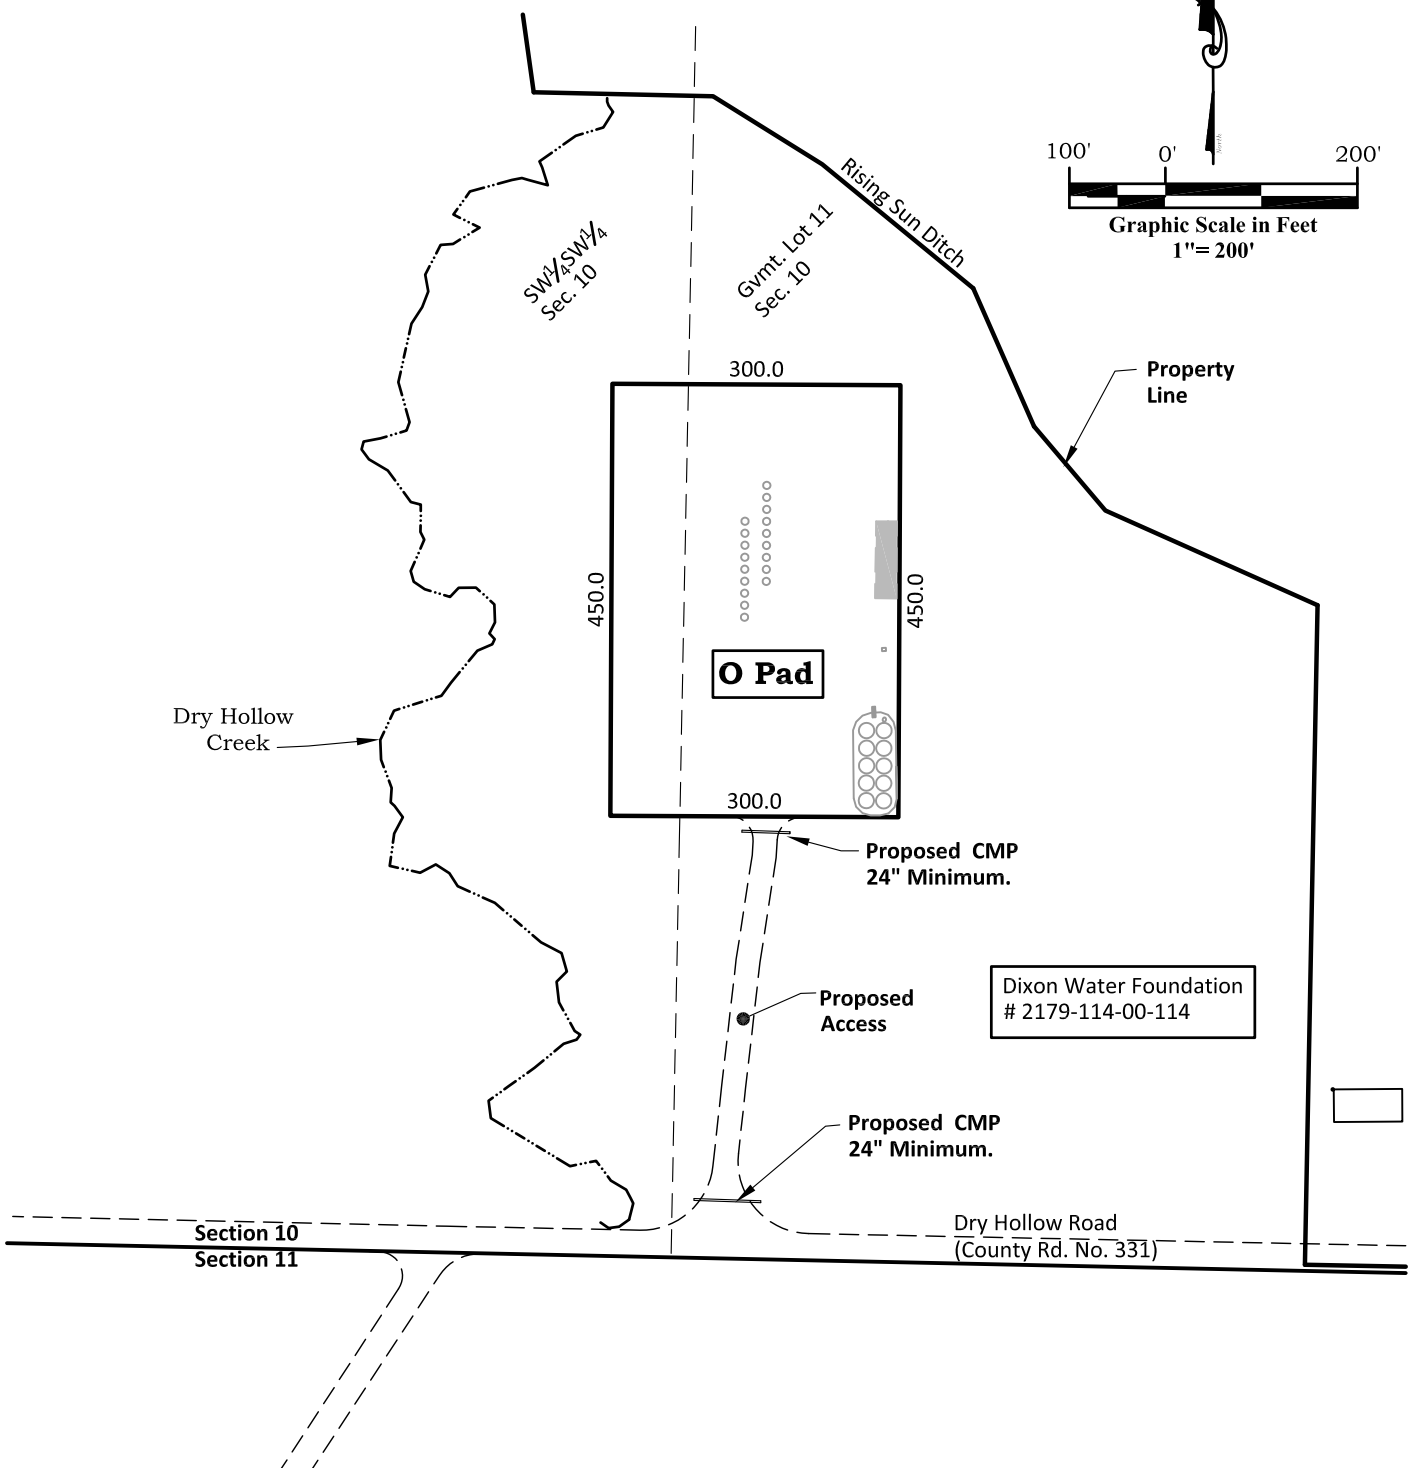 North
100' 0' 200'
Graphic Scale in Feet
1"= 200'
Rising Sun Ditch
SW¼SW¼
Sec. 10
Gvmt. Lot 11
Sec. 10
300.0
Property
Line
450.0
450.0
O Pad
Dry Hollow
Creek
300.0
Proposed CMP
24" Minimum.
Dixon Water Foundation
# 2179-114-00-114
Proposed
Access
Proposed CMP
24" Minimum.
Section 10
Section 11
Dry Hollow Road
(County Rd. No. 331)